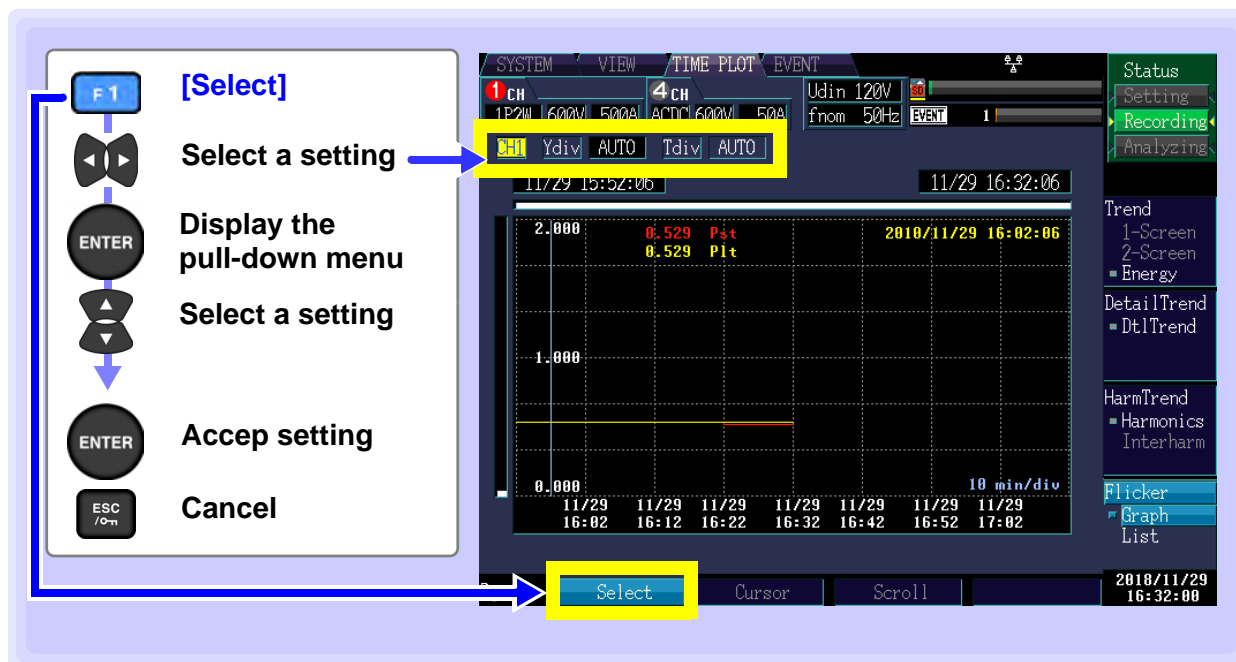 F1
[Select]
Select a setting
ENTER
Display the
pull-down menu
Select a setting
ENTER
Accep setting
ESC
Cancel
SYSTEM VIEW TIME PLOT EVENT
1 CH 4 CH Udin 120V SD
1P2W 600V 500A ACDC 600V 50A fnom 50Hz EVENT 1
CH1 Ydiv AUTO Tdiv AUTO
11/29 15:52:06 11/29 16:32:06
2.000 0.529 Pst 2018/11/29 16:02:06
0.529 Plt
1.000
0.000 10 min/div
11/29 11/29 11/29 11/29 11/29 11/29 11/29
16:02 16:12 16:22 16:32 16:42 16:52 17:02
Select Cursor Scroll
Status
Setting
Recording
Analyzing
Trend
1-Screen
2-Screen
Energy
DetailTrend
DtlTrend
HarmTrend
Harmonics
Interharm
Flicker
Graph
List
2018/11/29
16:32:00